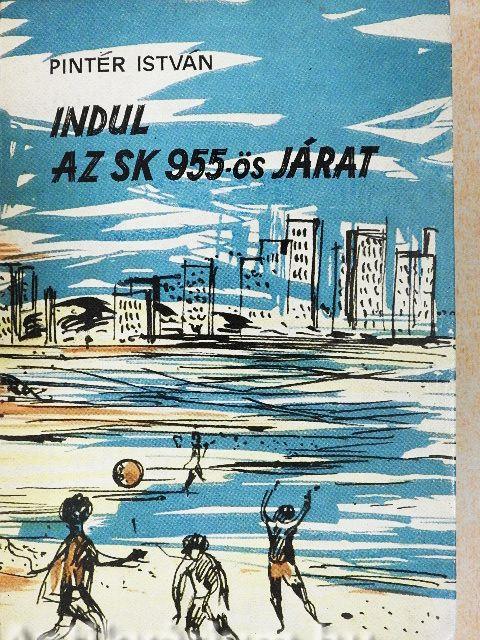 PINTÉR ISTVÁN
INDUL
AZ SK 955-ös JÁRAT